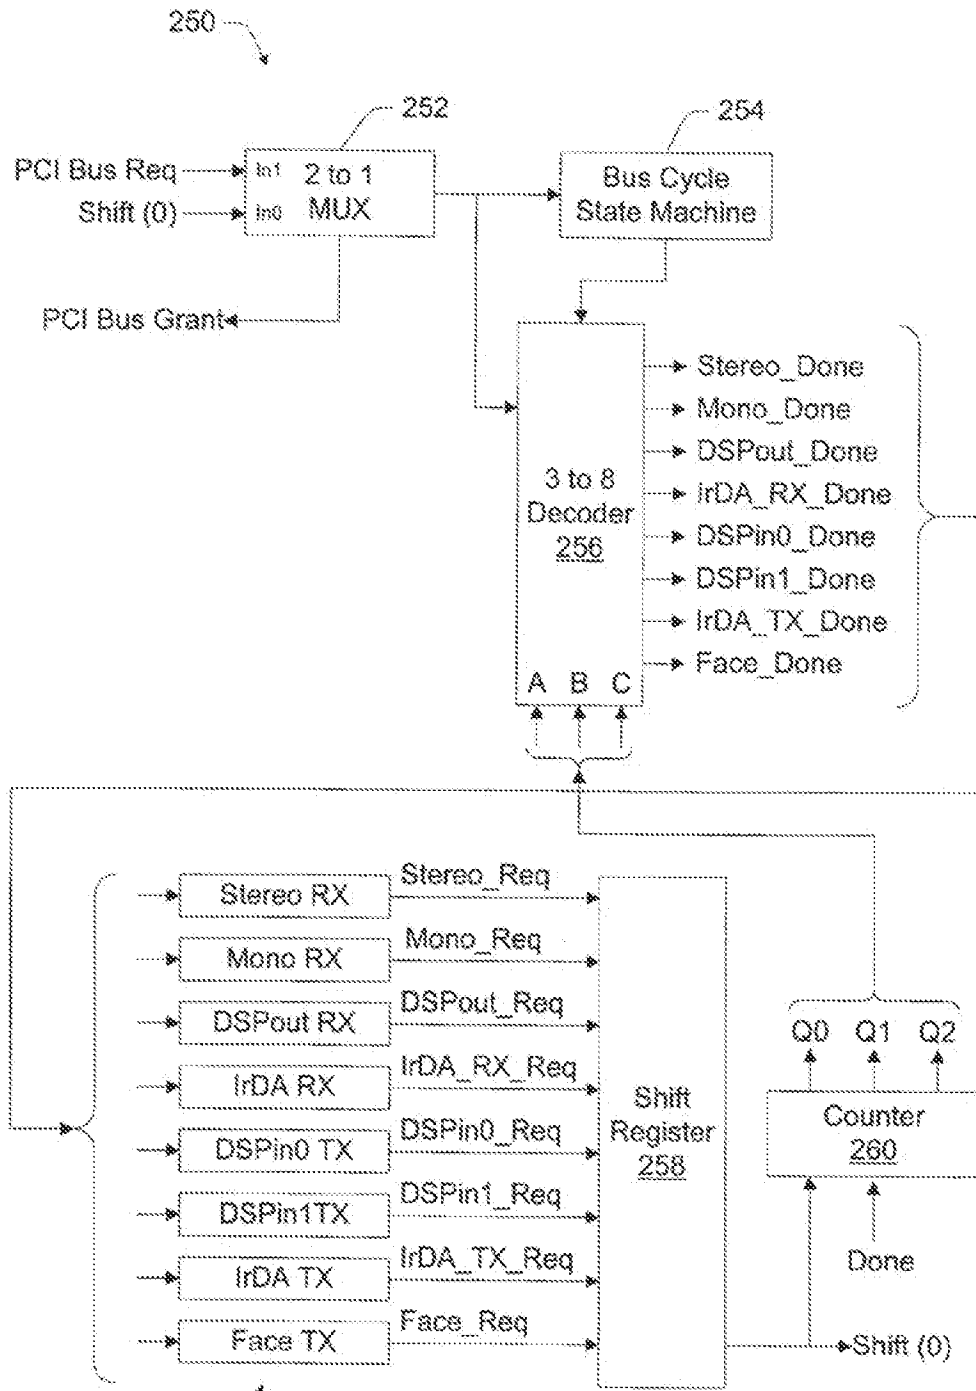 250
252
254
PCI Bus Req
In1
2 to 1
MUX
Shift (0)
In0
Bus Cycle
State Machine
PCI Bus Grant
Stereo_Done
Mono_Done
DSPout_Done
IrDA_RX_Done
DSPin0_Done
DSPin1_Done
IrDA_TX_Done
Face_Done
3 to 8
Decoder
256
A B C
Stereo RX
Stereo_Req
Mono RX
Mono_Req
DSPout RX
DSPout_Req
IrDA RX
IrDA_RX_Req
DSPin0 TX
DSPin0_Req
DSPin1TX
DSPin1_Req
IrDA TX
IrDA_TX_Req
Face TX
Face_Req
Shift
Register
258
Q0 Q1 Q2
Counter
260
Done
Shift (0)